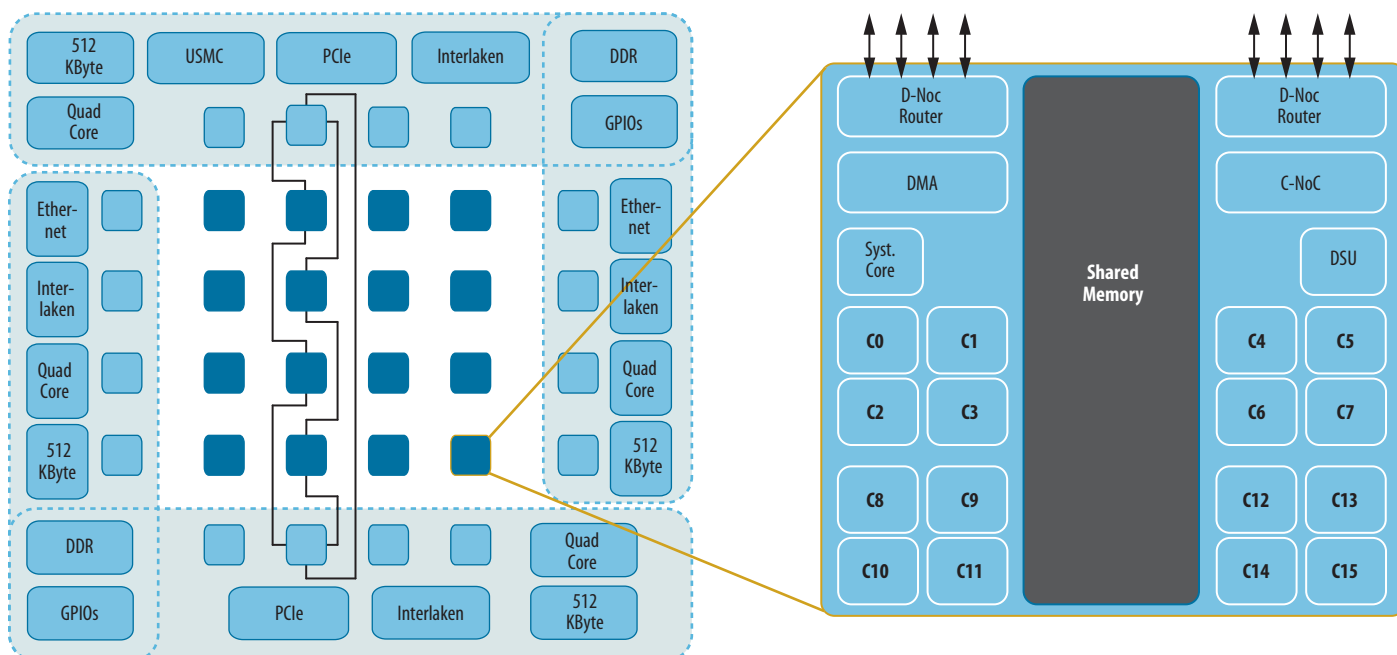 512
KByte
USMC
PCIe
Interlaken
DDR
Quad
Core
GPIOs
Ether-
net
Inter-
laken
Quad
Core
512
KByte
DDR
GPIOs
Ether-
net
Inter-
laken
Quad
Core
512
KByte
PCIe
Interlaken
Quad
Core
512
KByte
D-Noc
Router
DMA
Syst.
Core
C0
C1
C2
C3
C8
C9
C10
C11
Shared
Memory
D-Noc
Router
C-NoC
DSU
C4
C5
C6
C7
C12
C13
C14
C15